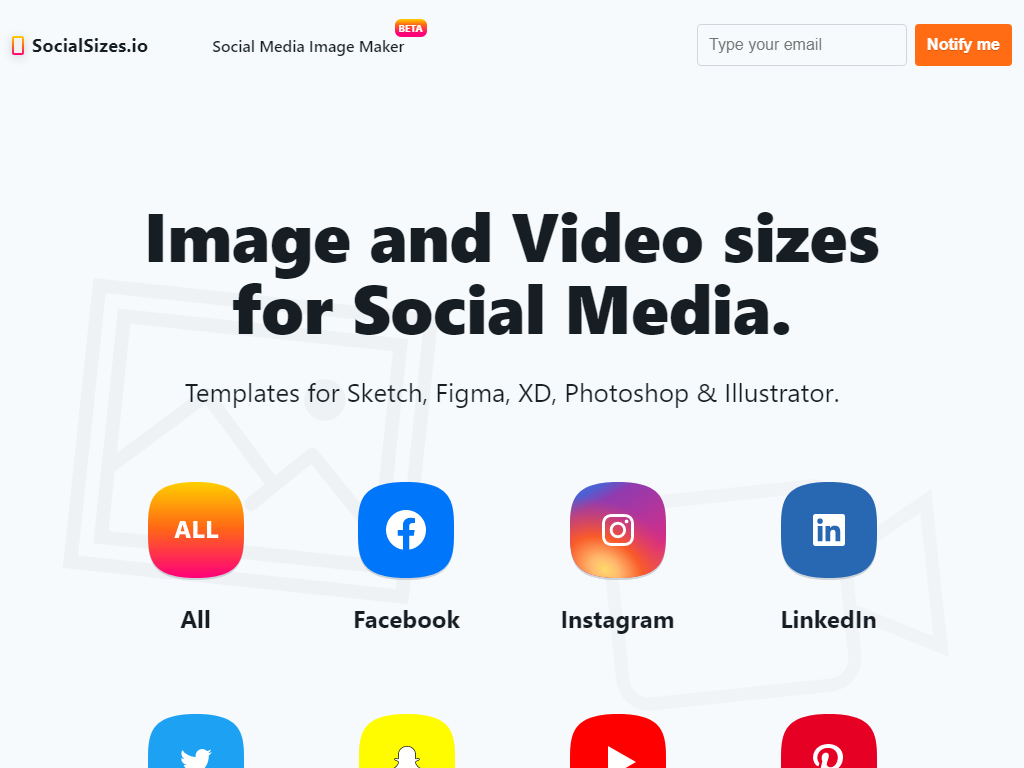 SocialSizes.io
Social Media Image Maker
BETA
Type your email
Notify me
Image and Video sizes
for Social Media.
Templates for Sketch, Figma, XD, Photoshop & Illustrator.
ALL
in
All
Facebook
Instagram
LinkedIn